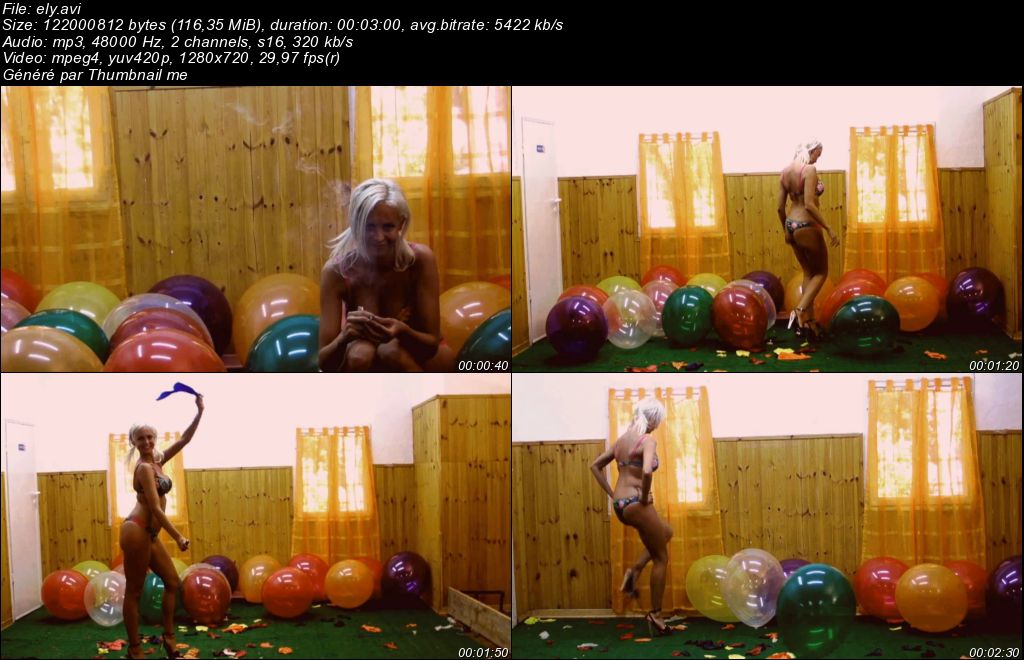 File: ely.avi
Size: 122000812 bytes (116,35 MiB), duration: 00:03:00, avg.bitrate: 5422 kb/s
Audio: mp3, 48000 Hz, 2 channels, s16, 320 kb/s
Video: mpeg4, yuv420p, 1280x720, 29,97 fps(r)
Généré par Thumbnail me
00:00:40
00:01:20
00:01:50
00:02:30